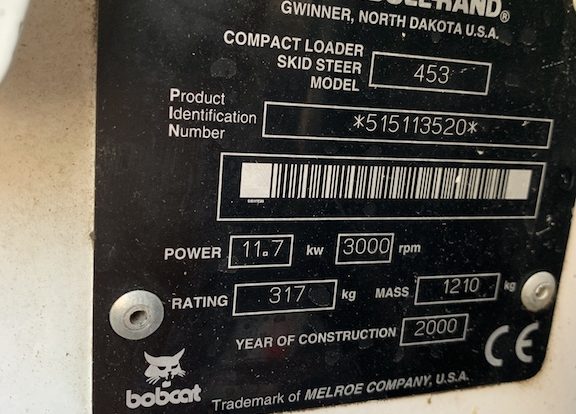 GWINNER, NORTH DAKOTA U.S.A.
COMPACT LOADER
SKID STEER
MODEL 453
Product
Identification
Number
*515113520*
POWER 11.7 kw 3000 rpm
RATING 317 kg MASS 1210 kg
YEAR OF CONSTRUCTION 2000
CE
bobcat
Trademark of MELROE COMPANY, U.S.A.